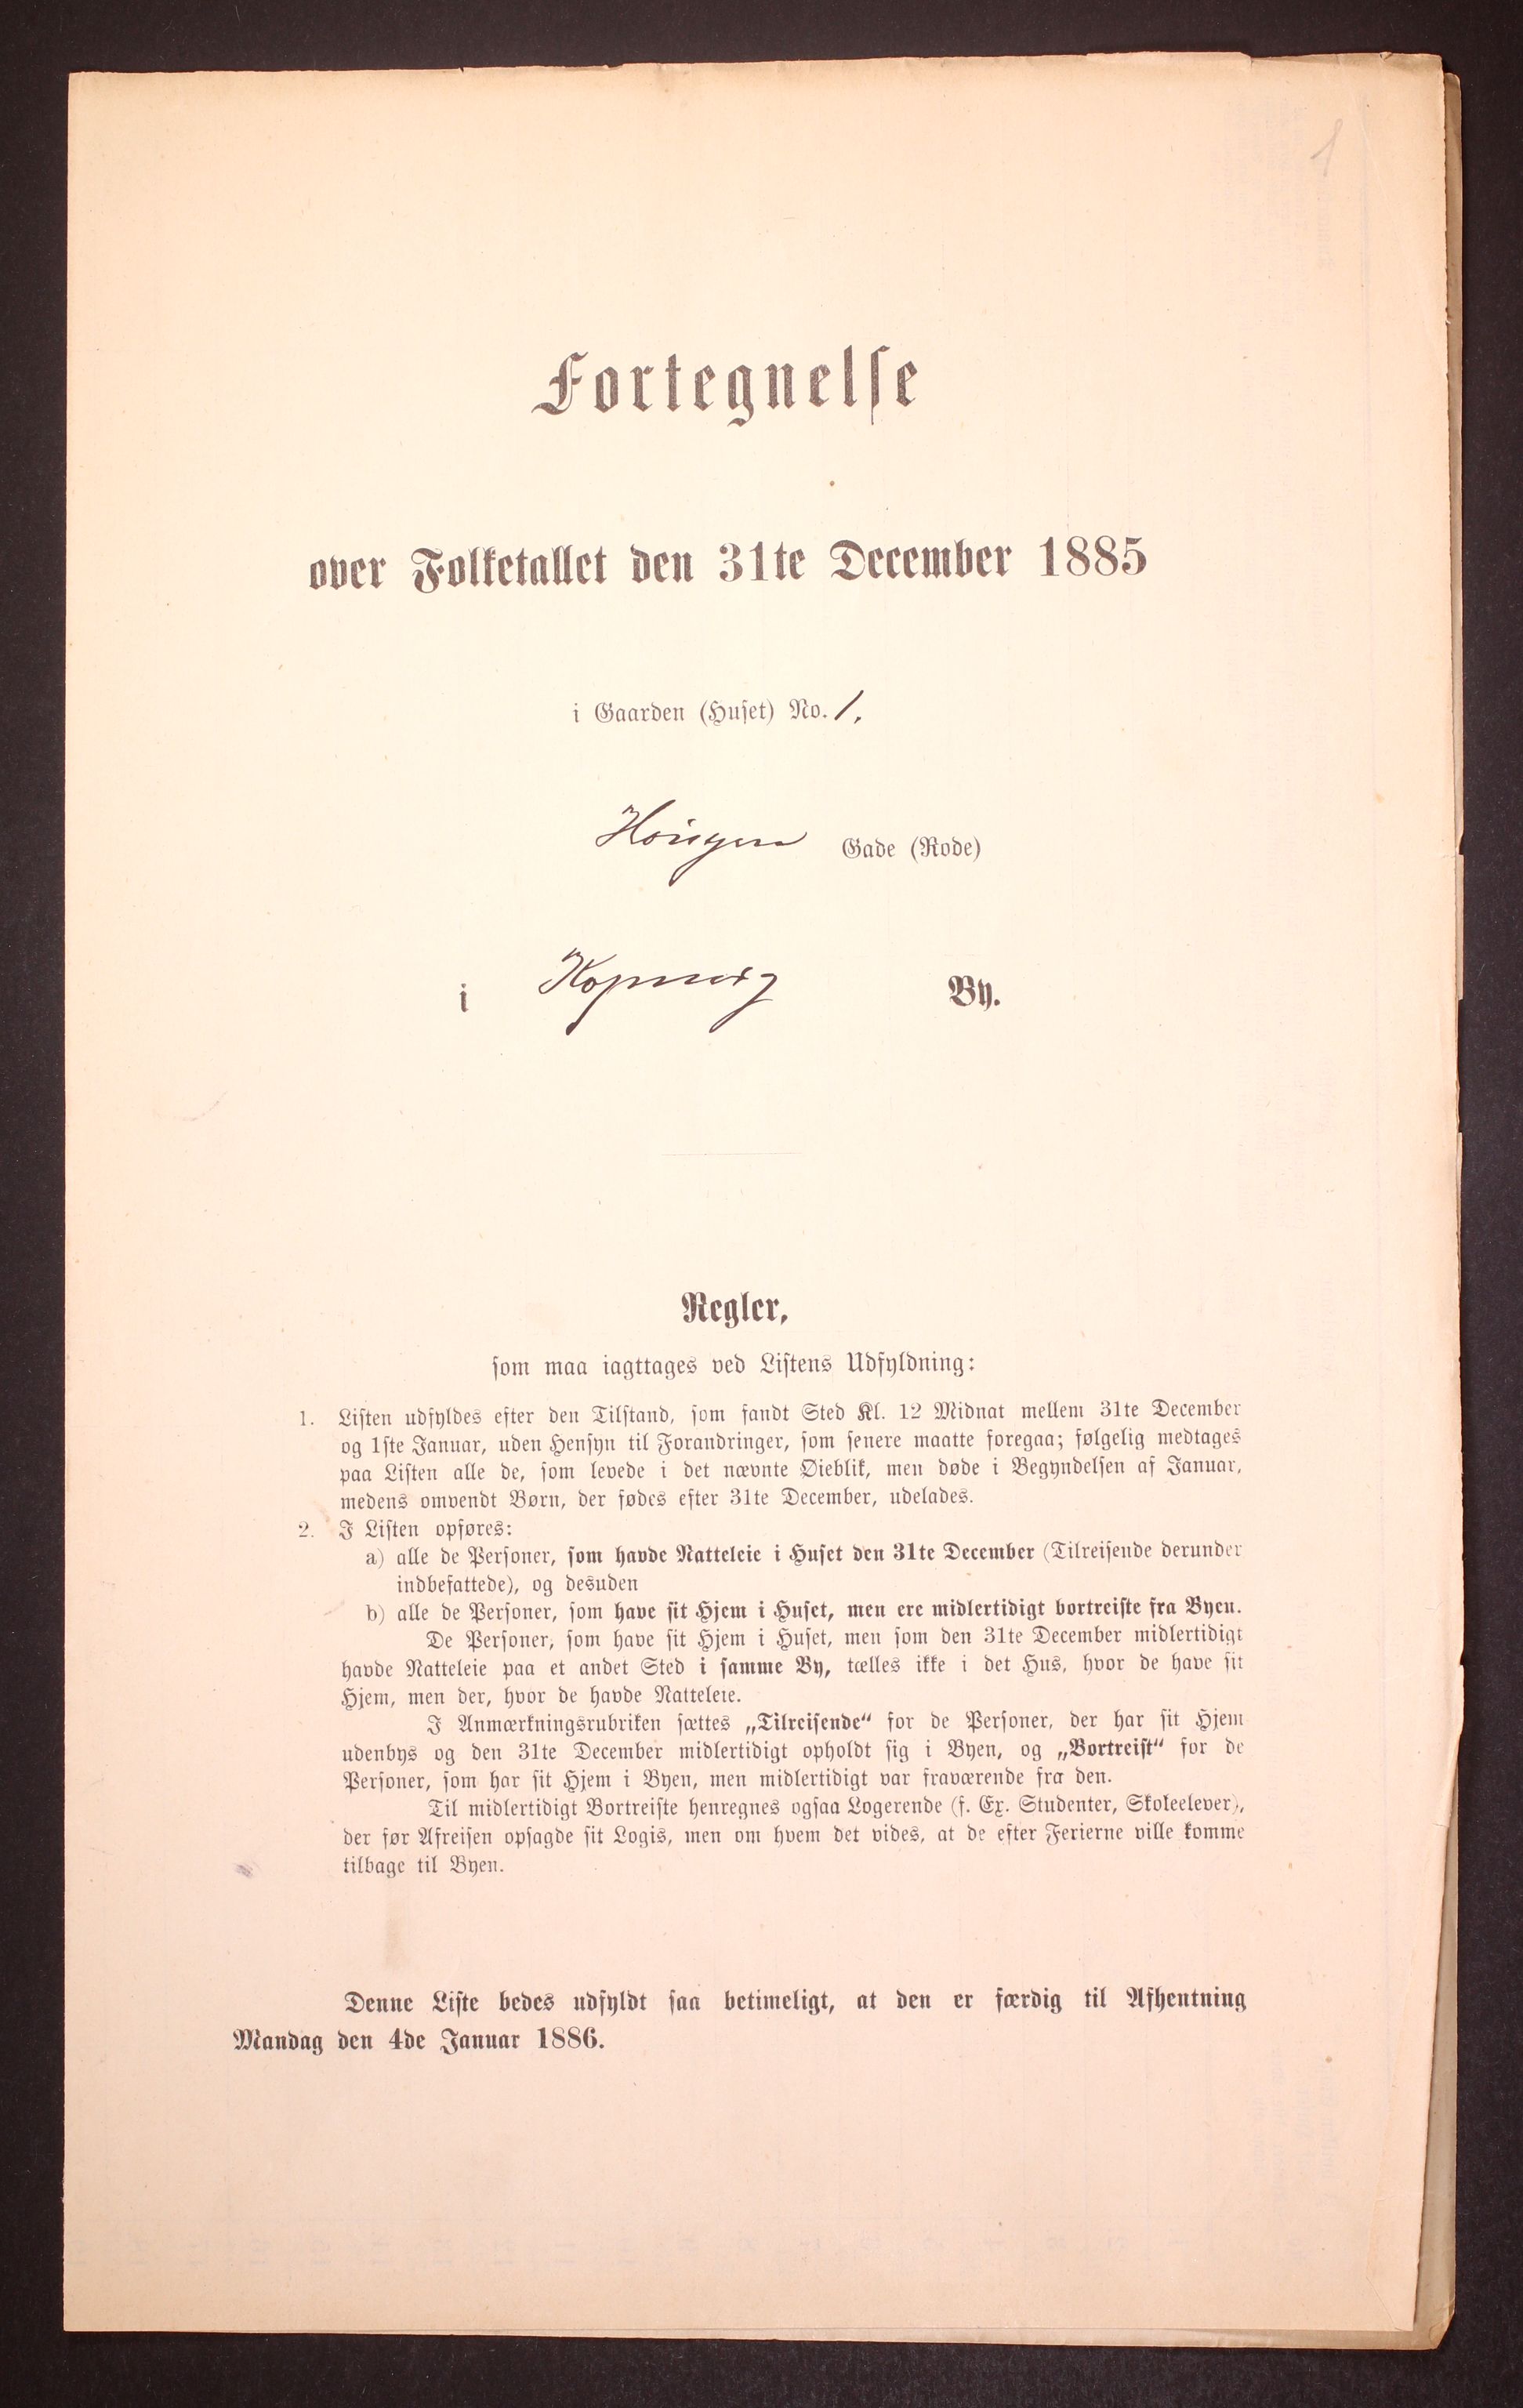 1
Fortegnelse
over Folketallet den 31te December 1885
i Gaarden (Huset) No. 1.
Gade (Rode)
i Kopervig By.
Regler,
som maa iagttages ved Listens Udfyldning:
1. Listen udfyldes efter den Tilstand, som fandt Sted Kl. 12 Midnat mellem 31te December
og 1ste Januar, uden Hensyn til Forandringer, som senere maatte foregaa; følgelig medtages
paa Listen alle de, som levede i det nævnte Øieblik, men døde i Begyndelsen af Januar,
medens omvendt Børn, der fødes efter 31te December, udelades.
2. I Listen opføres:
a) alle de Personer, som havde Natteleie i Huset den 31te December (Tilreisende derunder
indbefattede), og desuden
b) alle de Personer, som have sit Hjem i Huset, men ere midlertidigt bortreiste fra Byen.
De Personer, som have sit Hjem i Huset, men som den 31te December midlertidigt
havde Natteleie paa et andet Sted i samme By, tælles ikke i det Hus, hvor de have sit
Hjem, men der, hvor de havde Natteleie.
I Anmærkningsrubriken sættes „Tilreisende“ for de Personer, der har sit Hjem
udenbys og den 31te December midlertidigt opholdt sig i Byen, og „Bortreist“ for de
Personer, som har sit Hjem i Byen, men midlertidigt var fraværende fra den.
Til midlertidigt Bortreiste henregnes ogsaa Logerende (f. Ex. Studenter, Skoleelever),
der før Afreisen opsagde sit Logis, men om hvem det vides, at de efter Ferierne ville komme
tilbage til Byen.
Denne Liste bedes udfyldt saa betimeligt, at den er færdig til Afhentning
Mandag den 4de Januar 1886.